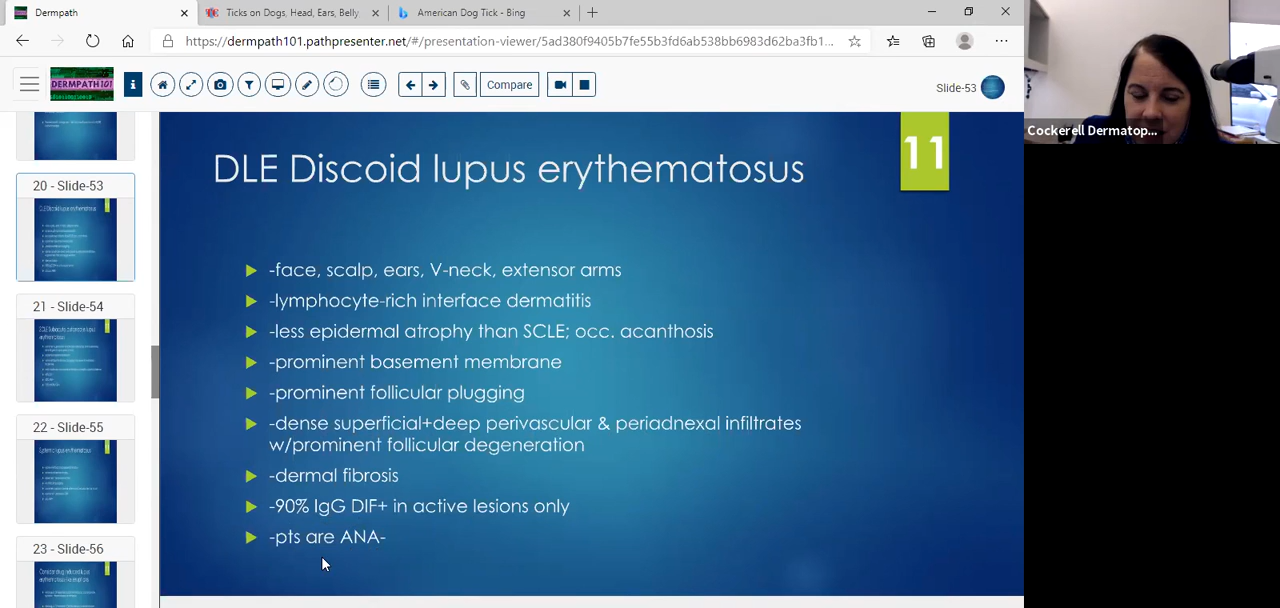 Dermpath
Ticks on Dogs, Head, Ears, Belly
American Dog Tick - Bing
https://dermpath101.pathpresenter.net/#/presentation-viewer/5ad380f9405b7fe55b3fd6ab538bb6983d62ba3fb1...
DERMPATH101
Compare
Slide-53
Cockerell Dermatop...
20 - Slide-53
21 - Slide-54
22 - Slide-55
23 - Slide-56
11
DLE Discoid lupus erythematosus
-face, scalp, ears, V-neck, extensor arms
-lymphocyte-rich interface dermatitis
-less epidermal atrophy than SCLE; occ. acanthosis
-prominent basement membrane
-prominent follicular plugging
-dense superficial+deep perivascular & periadnexal infiltrates
w/prominent follicular degeneration
-dermal fibrosis
-90% IgG DIF+ in active lesions only
-pts are ANA-